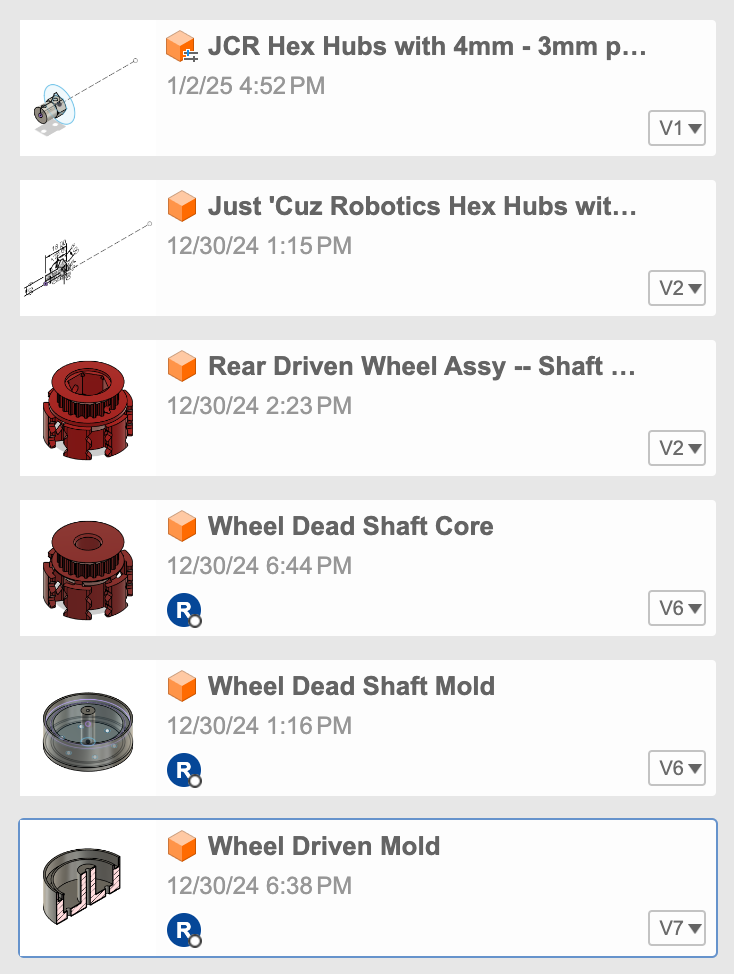 JCR Hex Hubs with 4mm - 3mm p...
1/2/25 4:52 PM
V1
Just 'Cuz Robotics Hex Hubs wit...
12/30/24 1:15 PM
V2
Rear Driven Wheel Assy -- Shaft ...
12/30/24 2:23 PM
V2
Wheel Dead Shaft Core
12/30/24 6:44 PM
R
V6
Wheel Dead Shaft Mold
12/30/24 1:16 PM
R
V6
Wheel Driven Mold
12/30/24 6:38 PM
R
V7